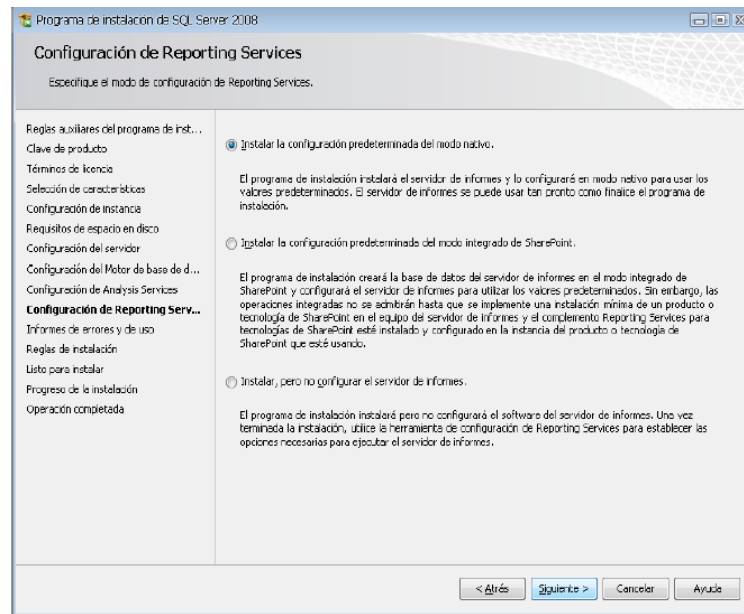 Programa de instalación de SQL Server 2008
Configuración de Reporting Services
Especifique el modo de configuración de Reporting Services.
Reglas auxiliares del programa de inst...
Clave de producto
Términos de licencia
Selección de características
Configuración de instancia
Requisitos de espacio en disco
Configuración del servidor
Configuración del Motor de base de d...
Configuración de Analysis Services
Configuración de Reporting Serv...
Informes de errores y de uso
Reglas de instalación
Listo para instalar
Progreso de la instalación
Operación completada
Instalar la configuración predeterminada del modo nativo.
El programa de instalación instalará el servidor de informes y lo configurará en modo nativo para usar los
valores predeterminados. El servidor de informes se puede usar tan pronto como finalice el programa de
instalación.
Instalar la configuración predeterminada del modo integrado de SharePoint.
El programa de instalación creará la base de datos del servidor de informes en el modo integrado de
SharePoint y configurará el servidor de informes para utilizar los valores predeterminados. Sin embargo, las
operaciones integradas no se admitirán hasta que se implemente una instalación mínima de un producto o
tecnología de SharePoint en el equipo del servidor de informes y el complemento Reporting Services para
tecnologías de SharePoint esté instalado y configurado en la instancia del producto o tecnología de
SharePoint que esté usando.
Instalar, pero no configurar el servidor de informes.
El programa de instalación instalará pero no configurará el software del servidor de informes. Una vez
terminada la instalación, utilice la herramienta de configuración de Reporting Services para establecer las
opciones necesarias para ejecutar el servidor de informes.
< Atrás
Siguiente >
Cancelar
Ayuda